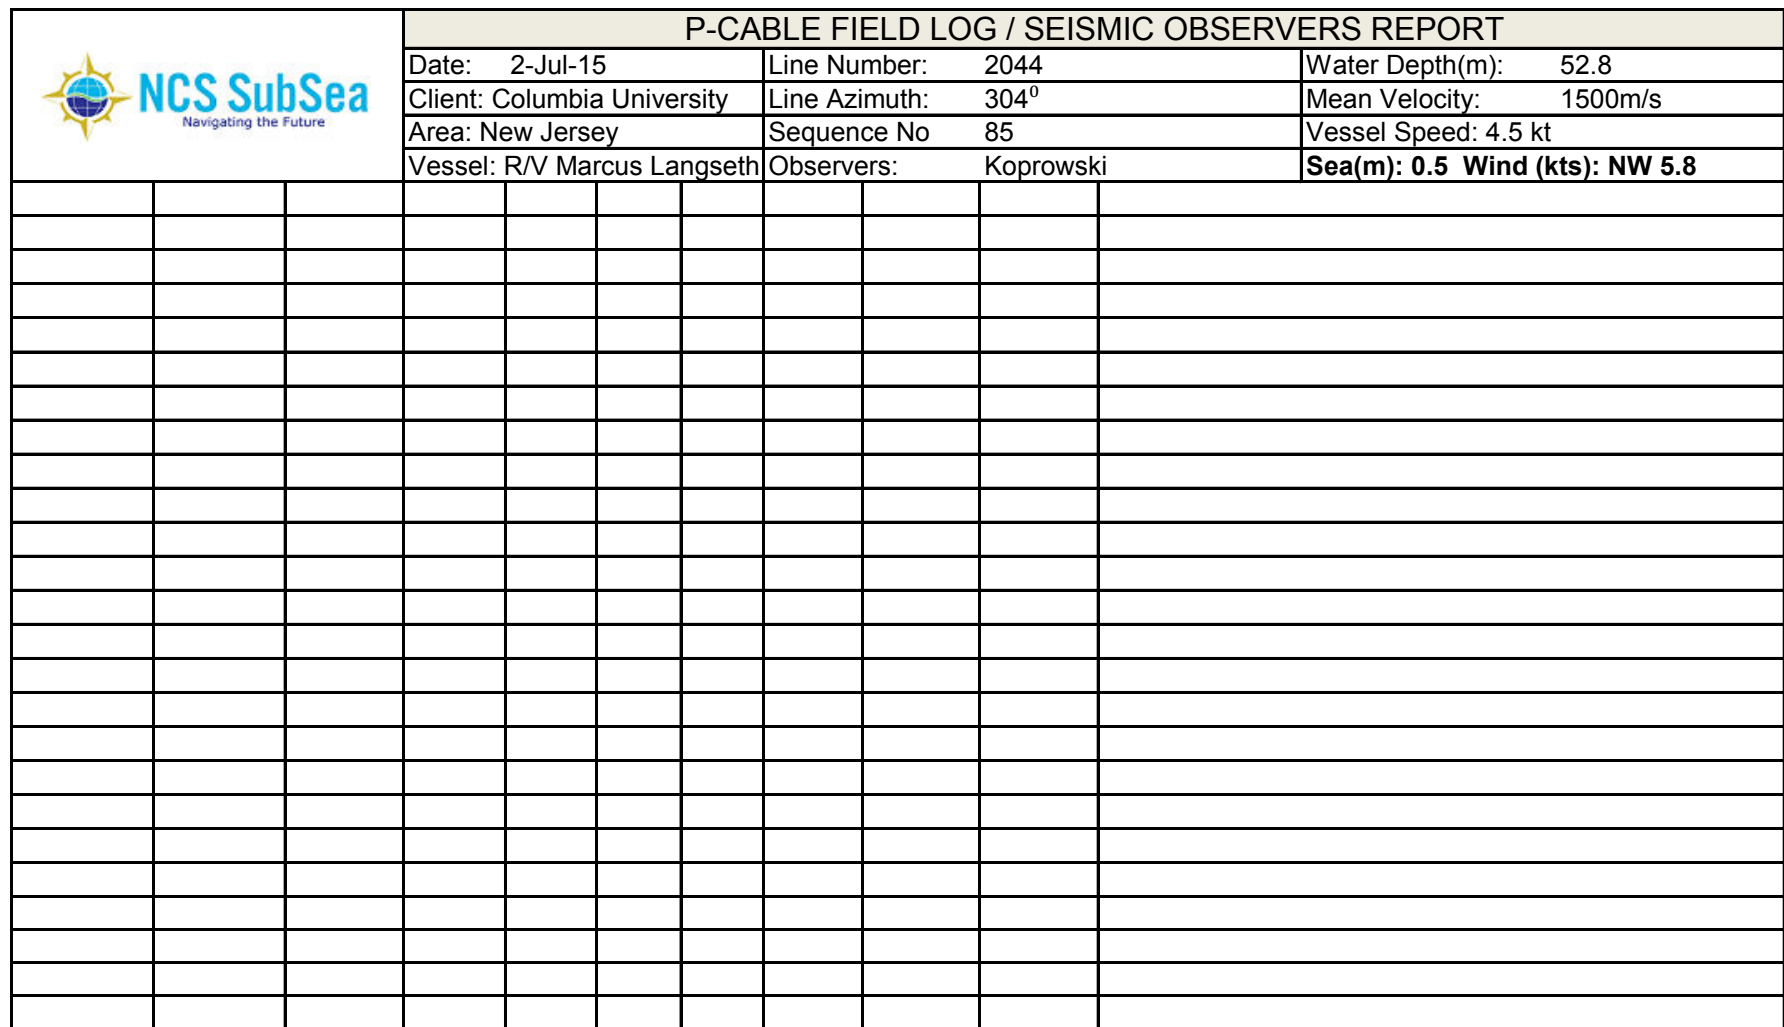 P-CABLE FIELD LOG / SEISMIC OBSERVERS REPORT
NCS SubSea
Navigating the Future
Date: 2-Jul-15 Line Number: 2044 Water Depth(m): 52.8
Client: Columbia University Line Azimuth: 304⁰ Mean Velocity: 1500m/s
Area: New Jersey Sequence No 85 Vessel Speed: 4.5 kt
Vessel: R/V Marcus Langseth Observers: Koprowski Sea(m): 0.5 Wind (kts): NW 5.8